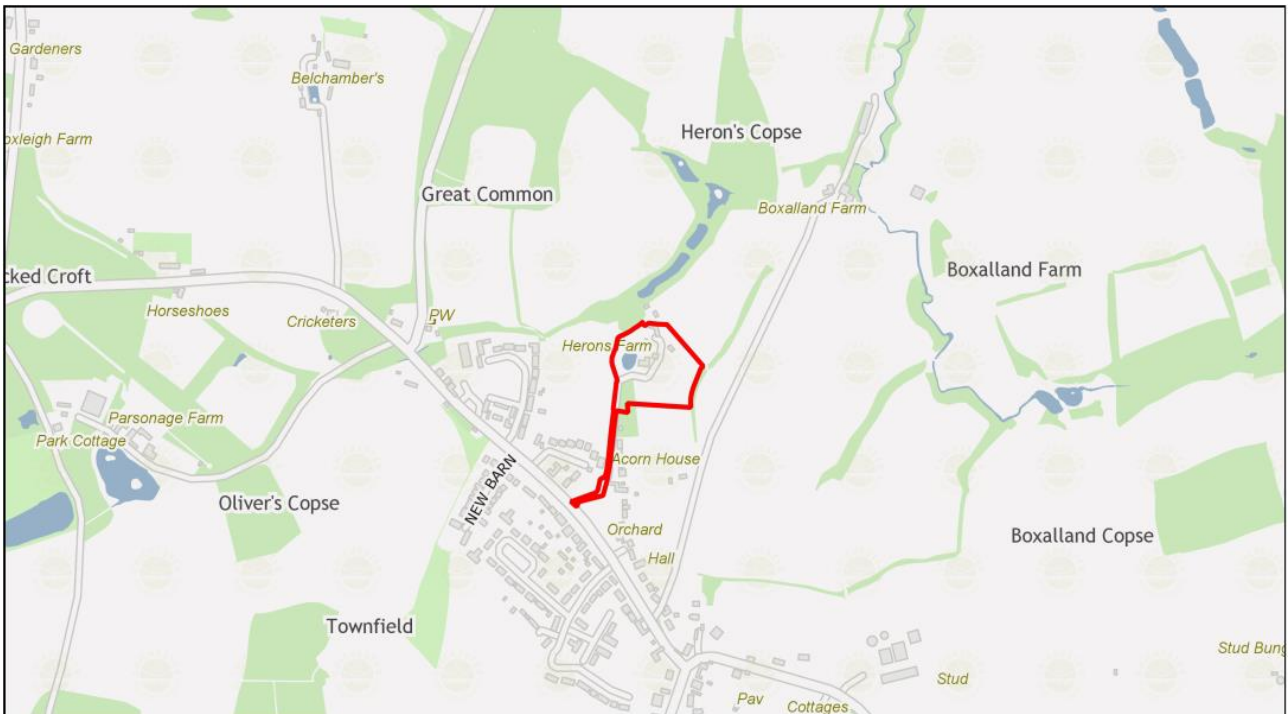 Gardeners
Belchamber's
oxleigh Farm
Heron's Copse
Great Common
Boxalland Farm
cked Croft
Boxalland Farm
Horseshoes
Cricketers
PW
Herons Farm
Parsonage Farm
Park Cottage
Acorn House
NEW BARN
Oliver's Copse
Orchard
Boxalland Copse
Hall
Townfield
Stud Bung
Stud
Pav
Cottages